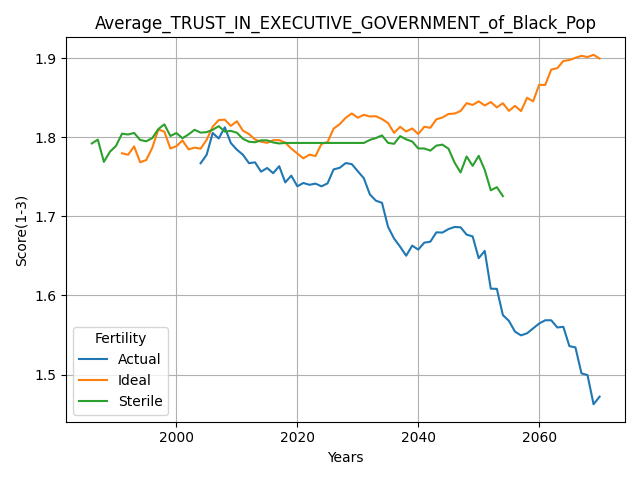 Average_TRUST_IN_EXECUTIVE_GOVERNMENT_of_Black_Pop
Score(1-3)
1.9
1.8
1.7
1.6
1.5
Fertility
Actual
Ideal
Sterile
2000
2020
2040
2060
Years